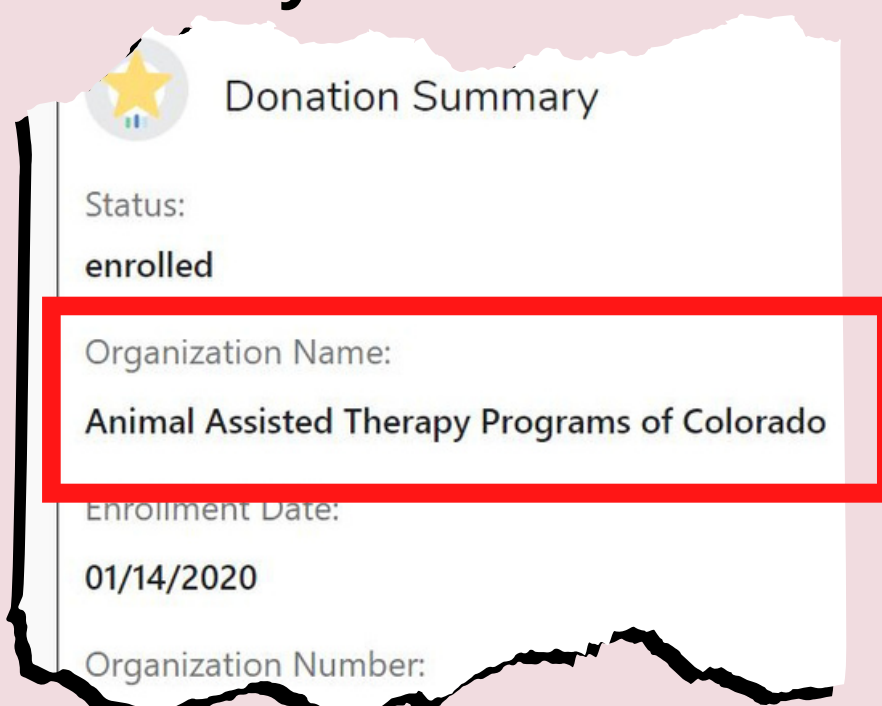 Donation Summary
Status:
enrolled
Organization Name:
Animal Assisted Therapy Programs of Colorado
Enrollment Date:
01/14/2020
Organization Number: